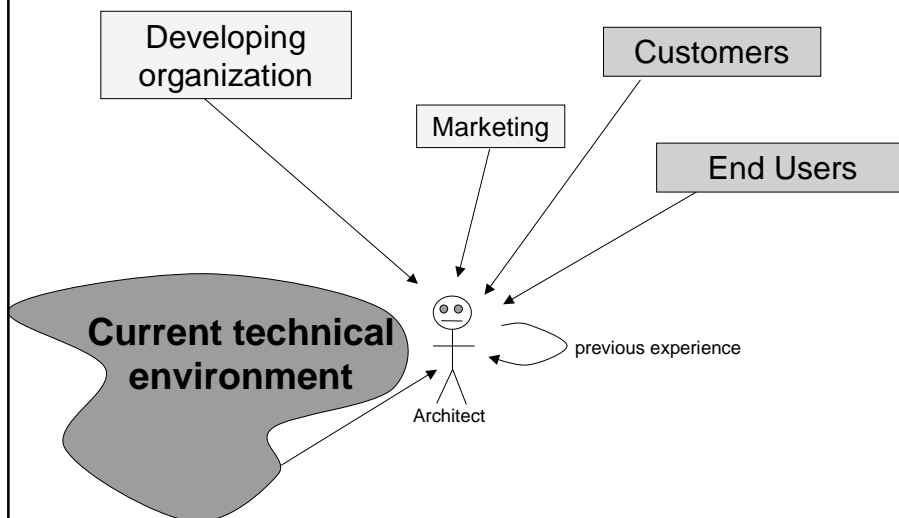 Developing
organization
Customers
Marketing
End Users
Current technical
environment
previous experience
Architect